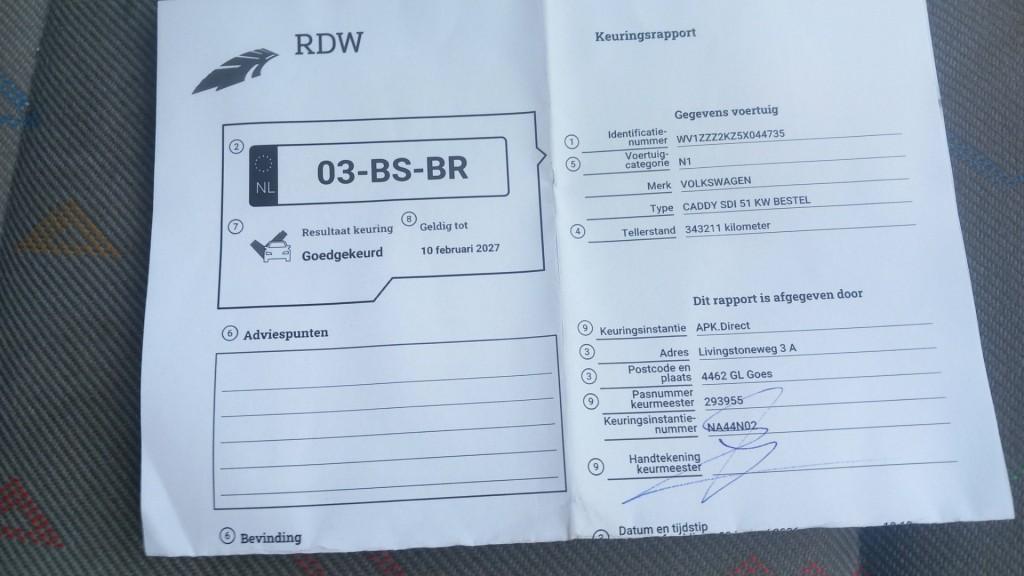 RDW
② 
NL
03-BS-BR
⑦ Resultaat keuring
Goedgekeurd
⑧ Geldig tot
10 februari 2027
⑥ Adviespunten
⑥ Bevinding
Keuringsrapport
Gegevens voertuig
① Identificatie-
nummer WV1ZZZ2KZ5X044735
⑤ Voertuig-
categorie N1
Merk VOLKSWAGEN
Type CADDY SDI 51 KW BESTEL
④ Tellerstand 343211 kilometer
Dit rapport is afgegeven door
⑨ Keuringsinstantie APK.Direct
③ Adres Livingstoneweg 3 A
③ Postcode en
plaats 4462 GL Goes
⑨ Pasnummer
keurmeester 293955
Keuringsinstantie-
nummer NA44N02
⑨ Handtekening
keurmeester
② Datum en tijdstip